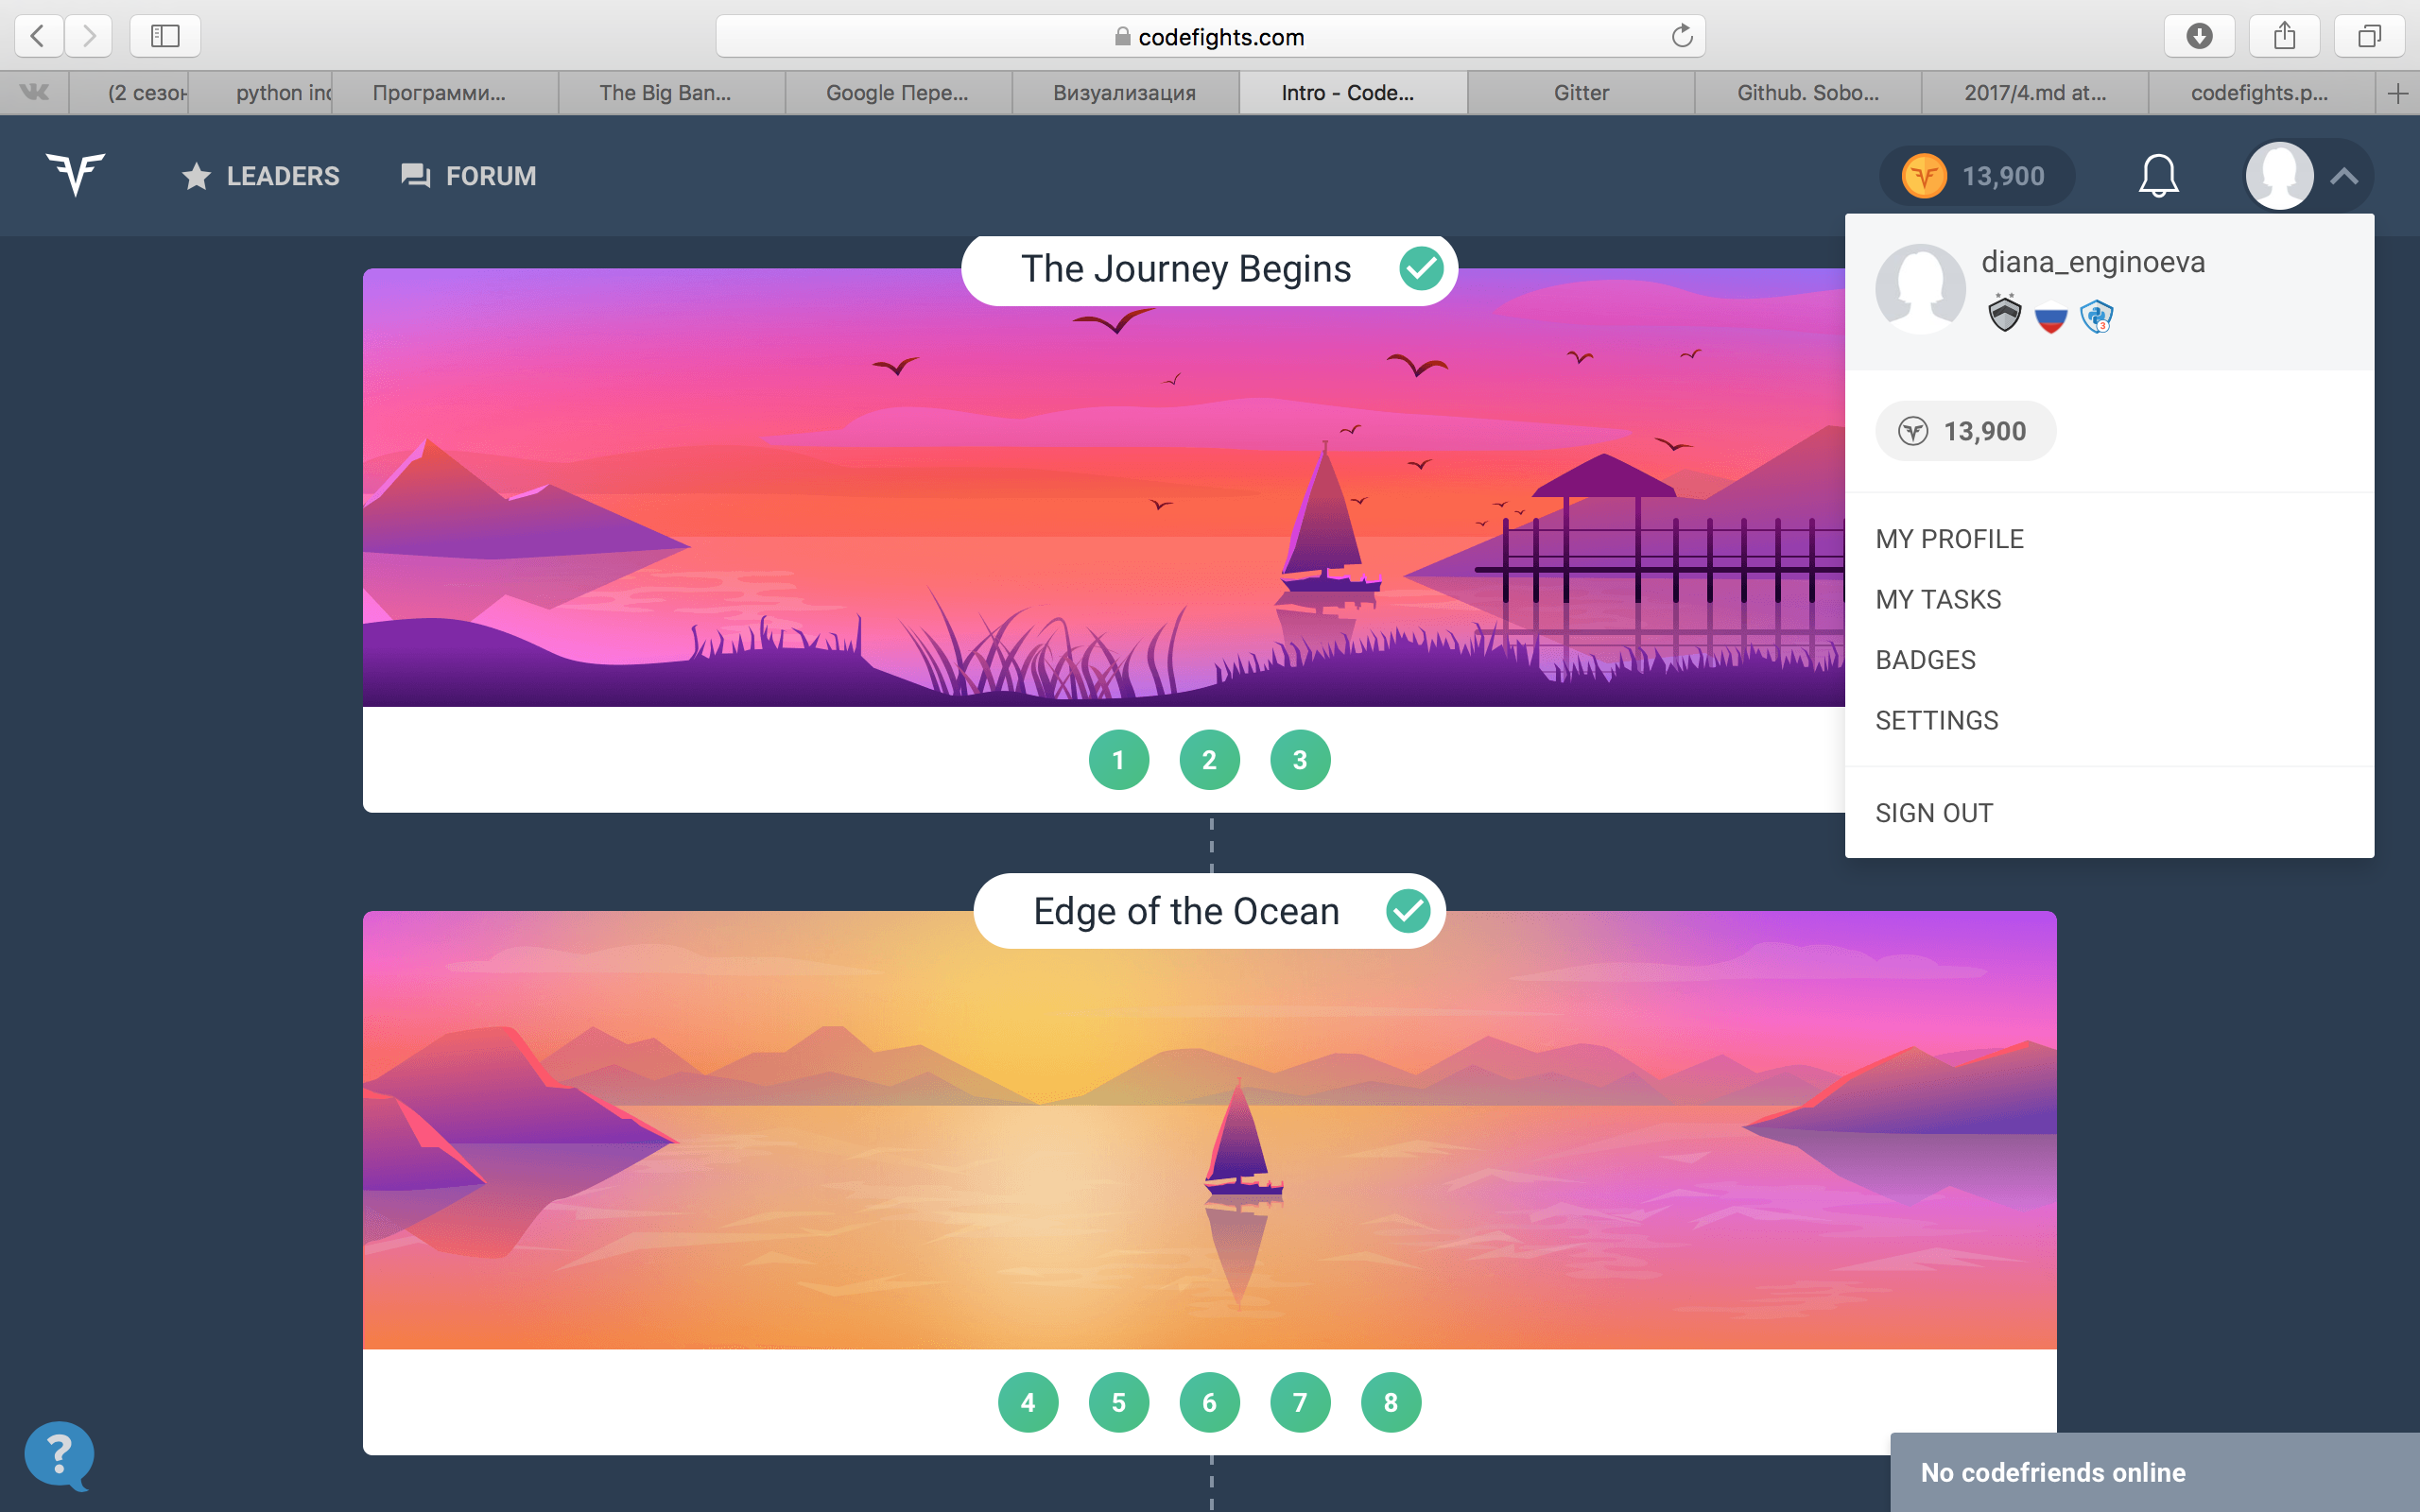 codefights.com
(2 сезон
python inc
Программи...
The Big Ban...
Google Пере...
Визуализация
Intro - Code...
Gitter
Github. Sobo...
2017/4.md at...
codefights.p...
LEADERS
FORUM
13,900
diana_enginoeva
3
13,900
MY PROFILE
MY TASKS
BADGES
SETTINGS
SIGN OUT
The Journey Begins
1 2 3
Edge of the Ocean
4 5 6 7 8
?
No codefriends online